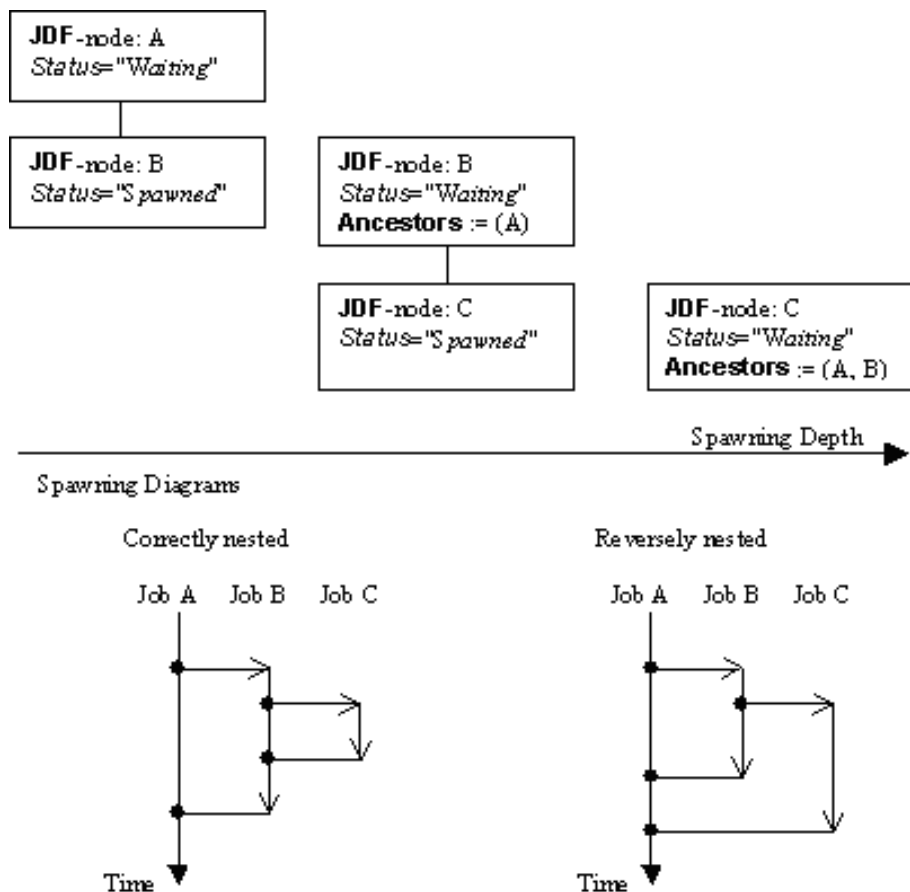 JDF-node: A
Status="Waiting"
JDF-node: B
Status="Spawned"
JDF-node: B
Status="Waiting"
Ancestors := (A)
JDF-node: C
Status="Spawned"
JDF-node: C
Status="Waiting"
Ancestors := (A, B)
Spawning Depth
Spawning Diagrams
Correctly nested
Reversely nested
Job A Job B Job C
Job A Job B Job C
Time
Time